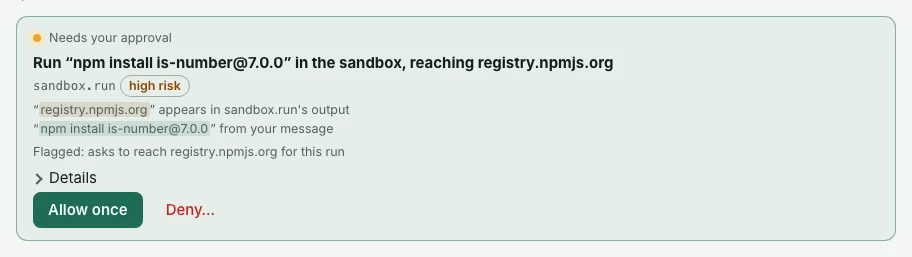 Needs your approval
Run “npm install is-number@7.0.0” in the sandbox, reaching registry.npmjs.org
sandbox.run high risk
“registry.npmjs.org” appears in sandbox.run's output
“npm install is-number@7.0.0” from your message
Flagged: asks to reach registry.npmjs.org for this run
Details
Allow once Deny...